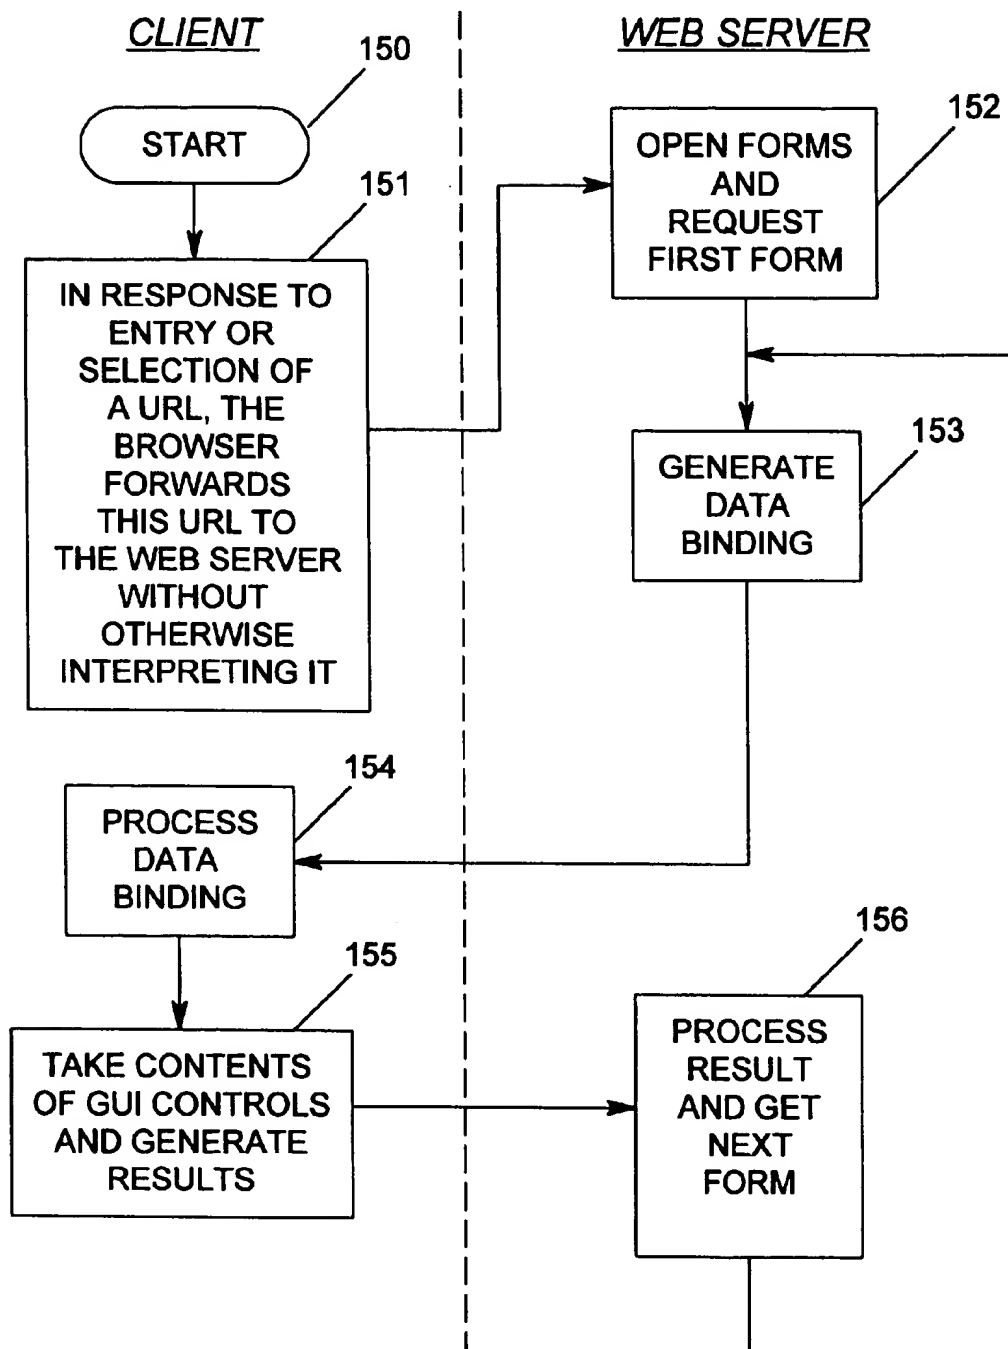 CLIENT
WEB SERVER
150
START
152
OPEN FORMS
AND
REQUEST
FIRST FORM
151
IN RESPONSE TO
ENTRY OR
SELECTION OF
A URL, THE
BROWSER
FORWARDS
THIS URL TO
THE WEB SERVER
WITHOUT
OTHERWISE
INTERPRETING IT
153
GENERATE
DATA
BINDING
154
PROCESS
DATA
BINDING
155
TAKE CONTENTS
OF GUI CONTROLS
AND GENERATE
RESULTS
156
PROCESS
RESULT
AND GET
NEXT
FORM